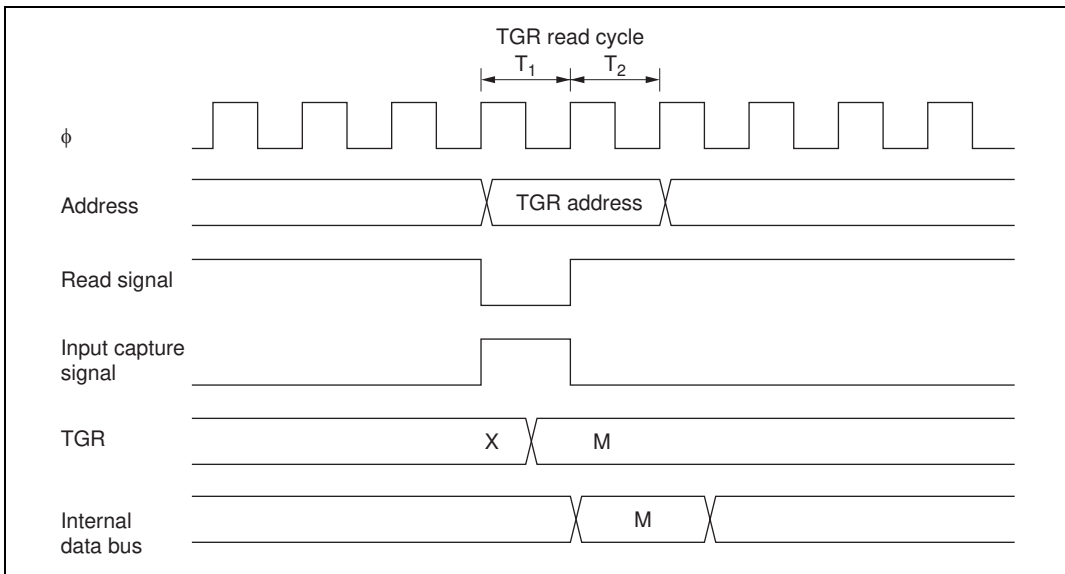 TGR read cycle
T1 T2
φ
Address
TGR address
Read signal
Input capture
signal
TGR
X M
Internal
data bus
M